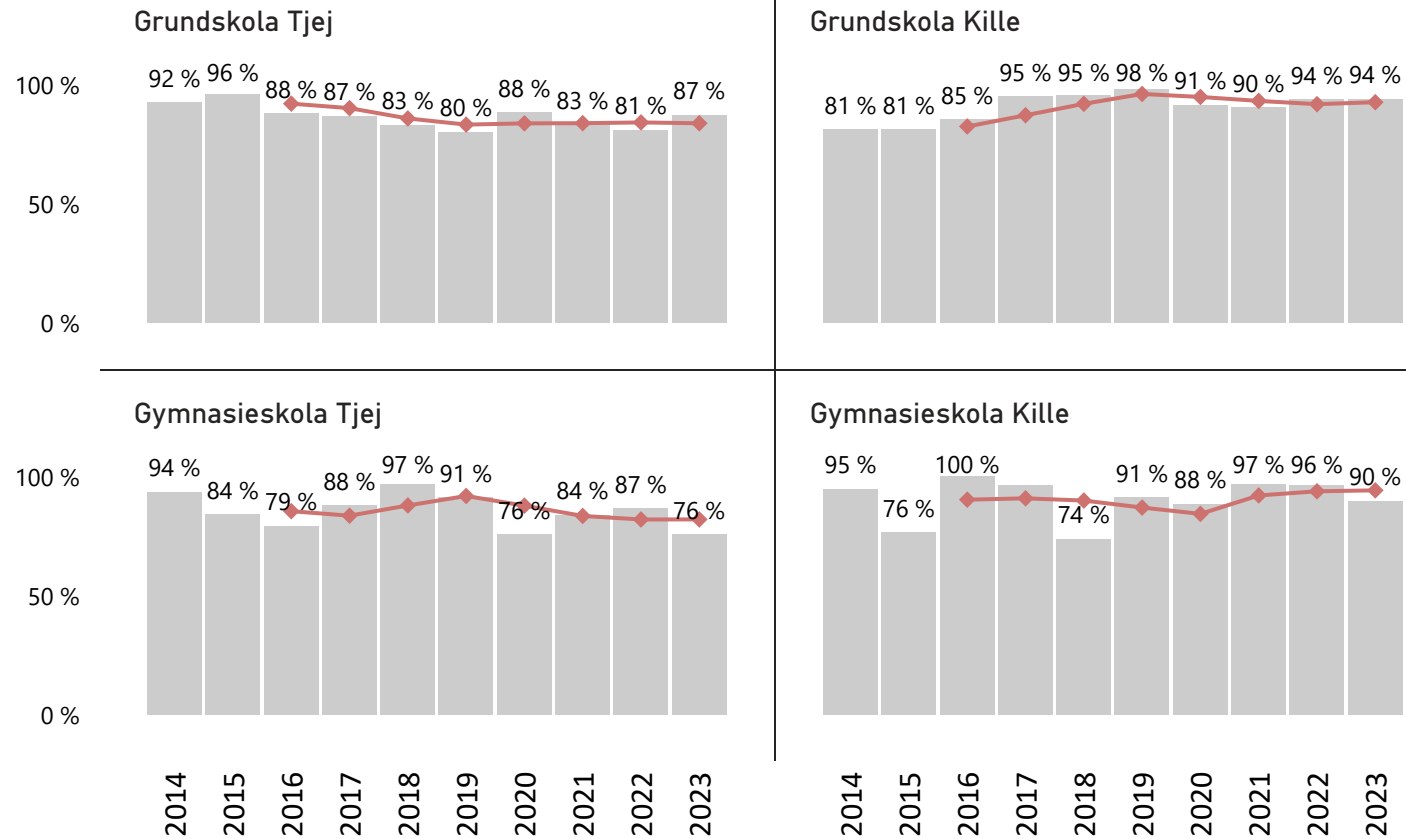 Grundskola Tjej
100 %
50 %
0 %
92 % 96 % 88 % 87 % 83 % 80 % 88 % 83 % 81 % 87 %
Grundskola Kille
81 % 81 % 85 % 95 % 95 % 98 % 91 % 90 % 94 % 94 %
Gymnasieskola Tjej
100 %
50 %
0 %
94 % 84 % 79 % 88 % 97 % 91 % 76 % 84 % 87 % 76 %
Gymnasieskola Kille
95 % 76 % 100 % 74 % 91 % 88 % 97 % 96 % 90 %
2014 2015 2016 2017 2018 2019 2020 2021 2022 2023
2014 2015 2016 2017 2018 2019 2020 2021 2022 2023